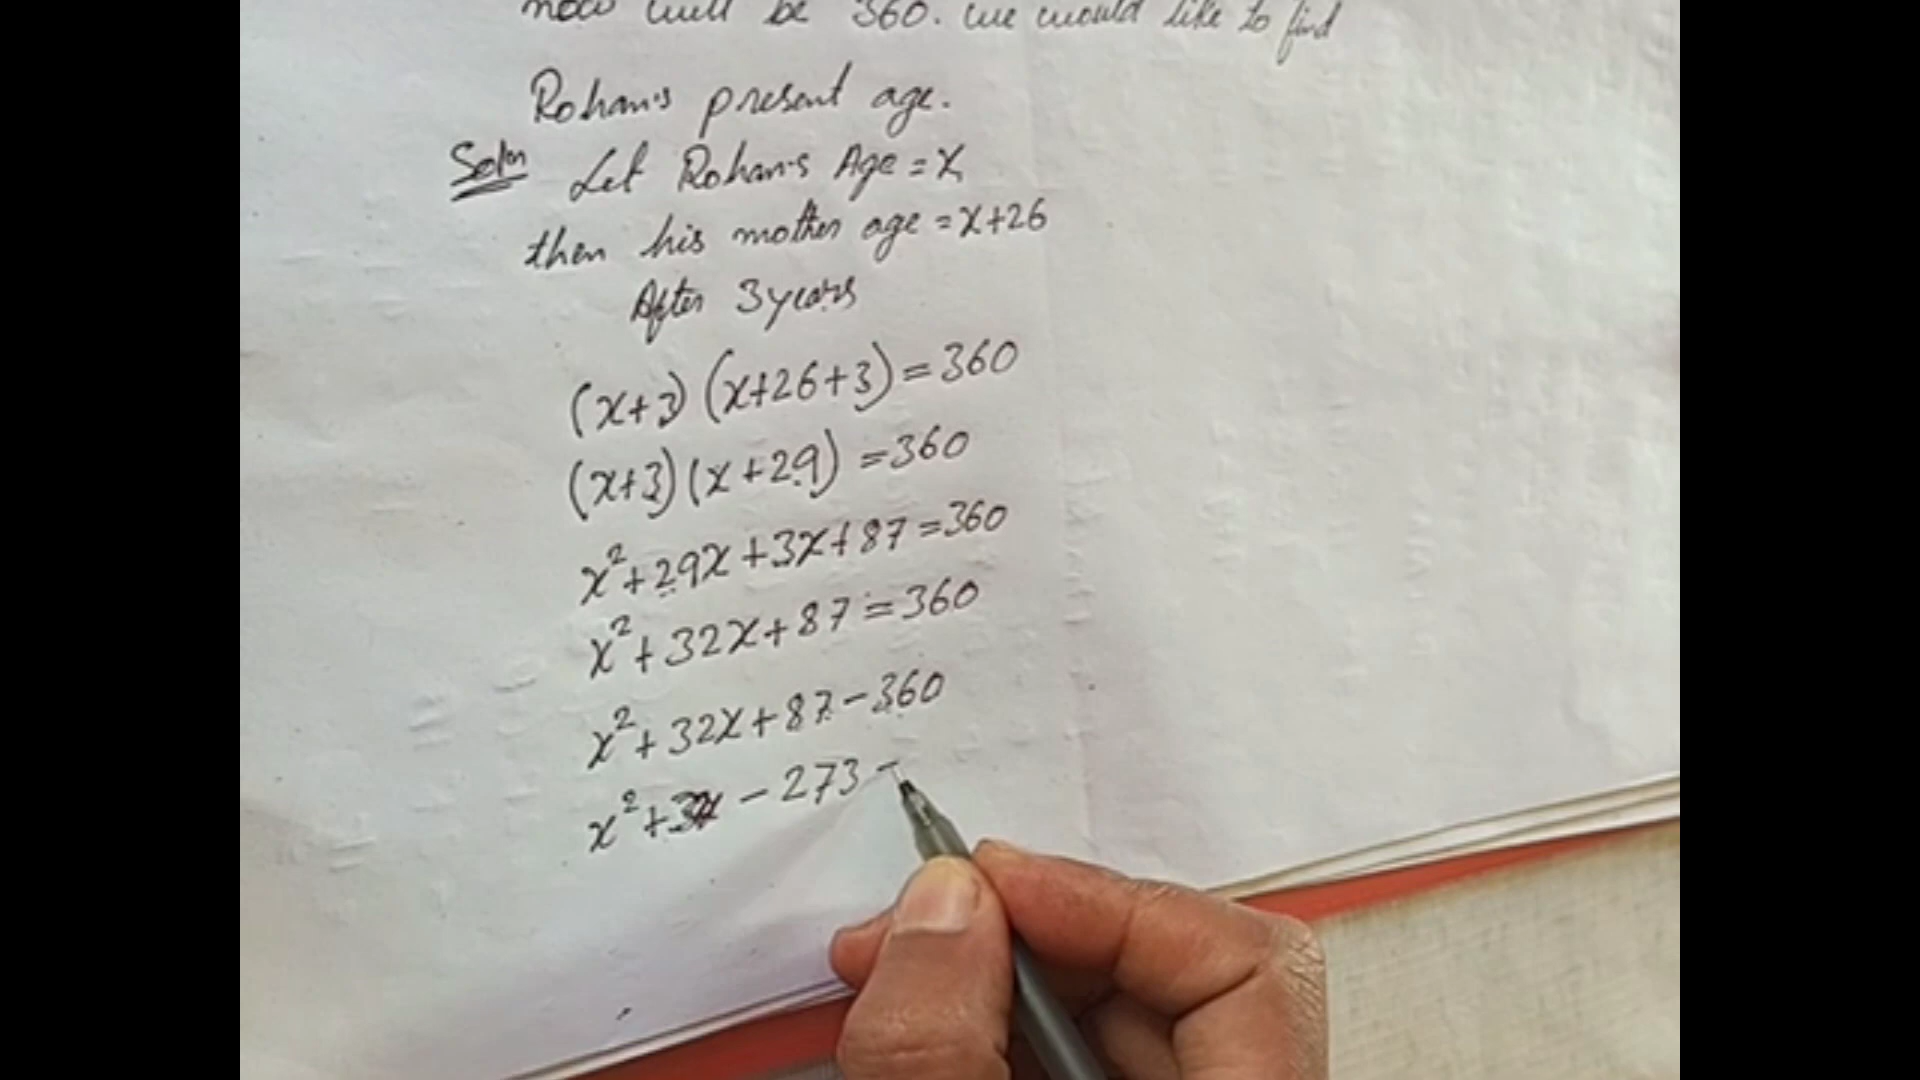 now will be 360. we would like to find
Rohan's present age.
Soln Let Rohan's Age = x
then his mother age = x+26
After 3 years
(x+3) (x+26+3) = 360
(x+3) (x+29) = 360
x²+29x+3x+87 = 360
x²+32x+87 = 360
x²+32x+87-360
x²+32x - 273 -